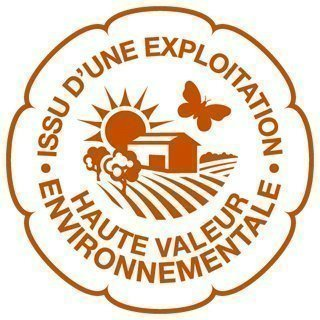 ISSU D'UNE EXPLOITATION
HAUTE VALEUR
ENVIRONNEMENTALE